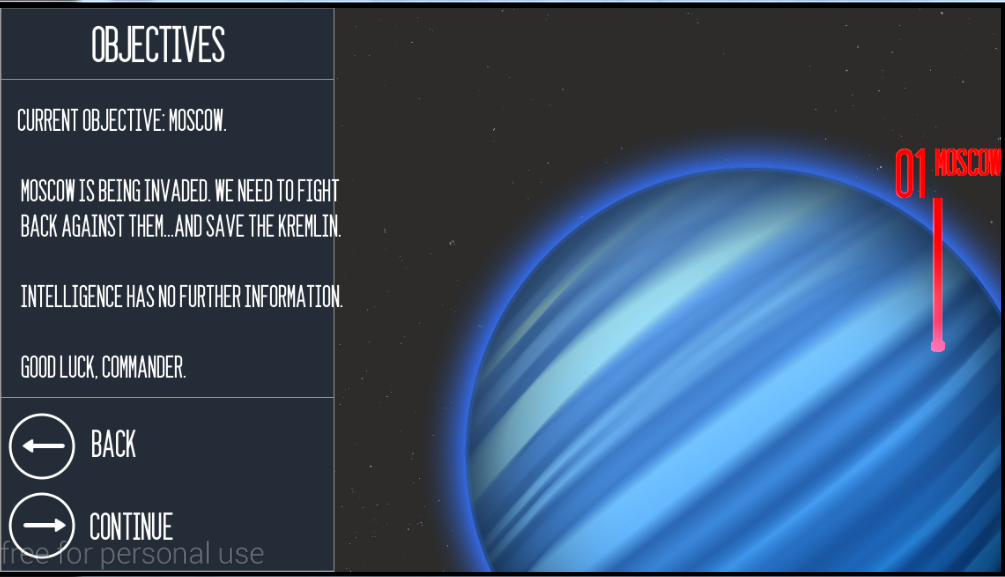 OBJECTIVES
CURRENT OBJECTIVE: MOSCOW.
MOSCOW IS BEING INVADED. WE NEED TO FIGHT
BACK AGAINST THEM...AND SAVE THE KREMLIN.
INTELLIGENCE HAS NO FURTHER INFORMATION.
GOOD LUCK, COMMANDER.
BACK
CONTINUE
free for personal use
01 MOSCOW